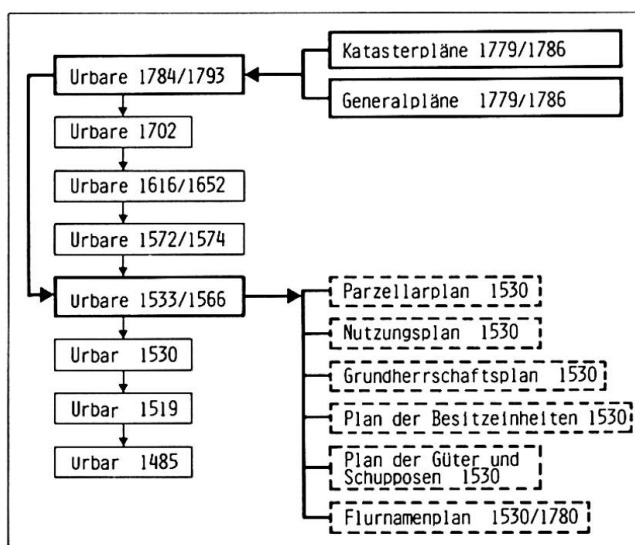 Katasterpläne 1779/1786
Urbare 1784/1793
Generalpläne 1779/1786
Urbare 1702
Urbare 1616/1652
Urbare 1572/1574
Urbare 1533/1566
Parzellarplan 1530
Nutzungsplan 1530
Urbar 1530
Grundherrschaftsplan 1530
Urbar 1519
Plan der Besitzeinheiten 1530
Urbar 1485
Plan der Güter und
Schupposen 1530
Flurnamenplan 1530/1780